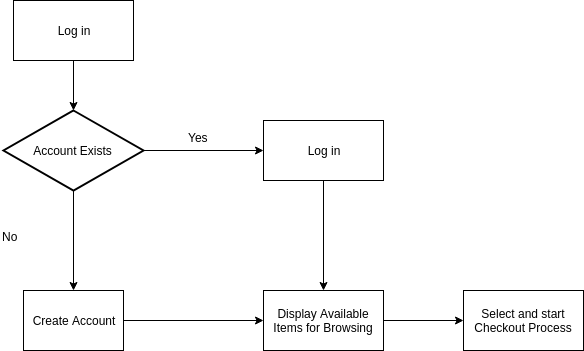 Log in
Account Exists
Yes
Log in
No
Create Account
Display Available
Items for Browsing
Select and start
Checkout Process